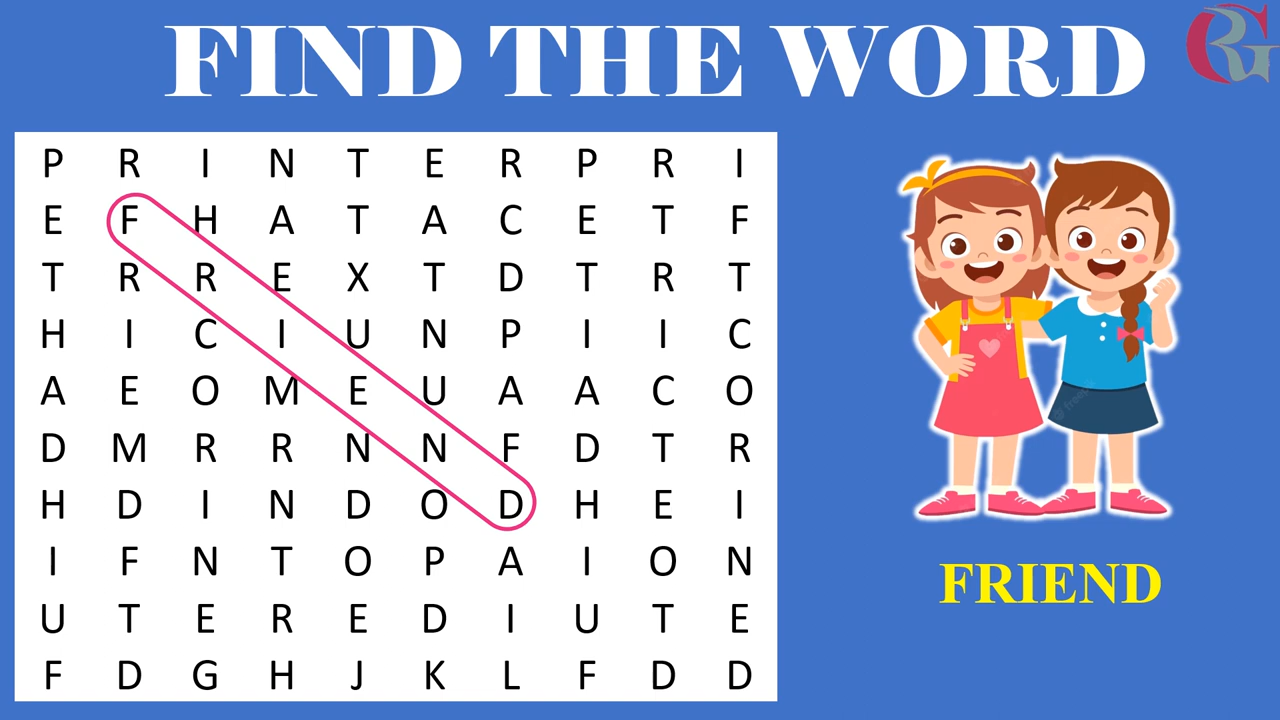 FIND THE WORD
P R I N T E R P R I
E F H A T A C E T F
T R R E X T D T R T
H I C I U N P I I C
A E O M E U A A C O
D M R R N N F D T R
H D I N D O D H E I
I F N T O P A I O N
U T E R E D I U T E
F D G H J K L F D D
FRIEND